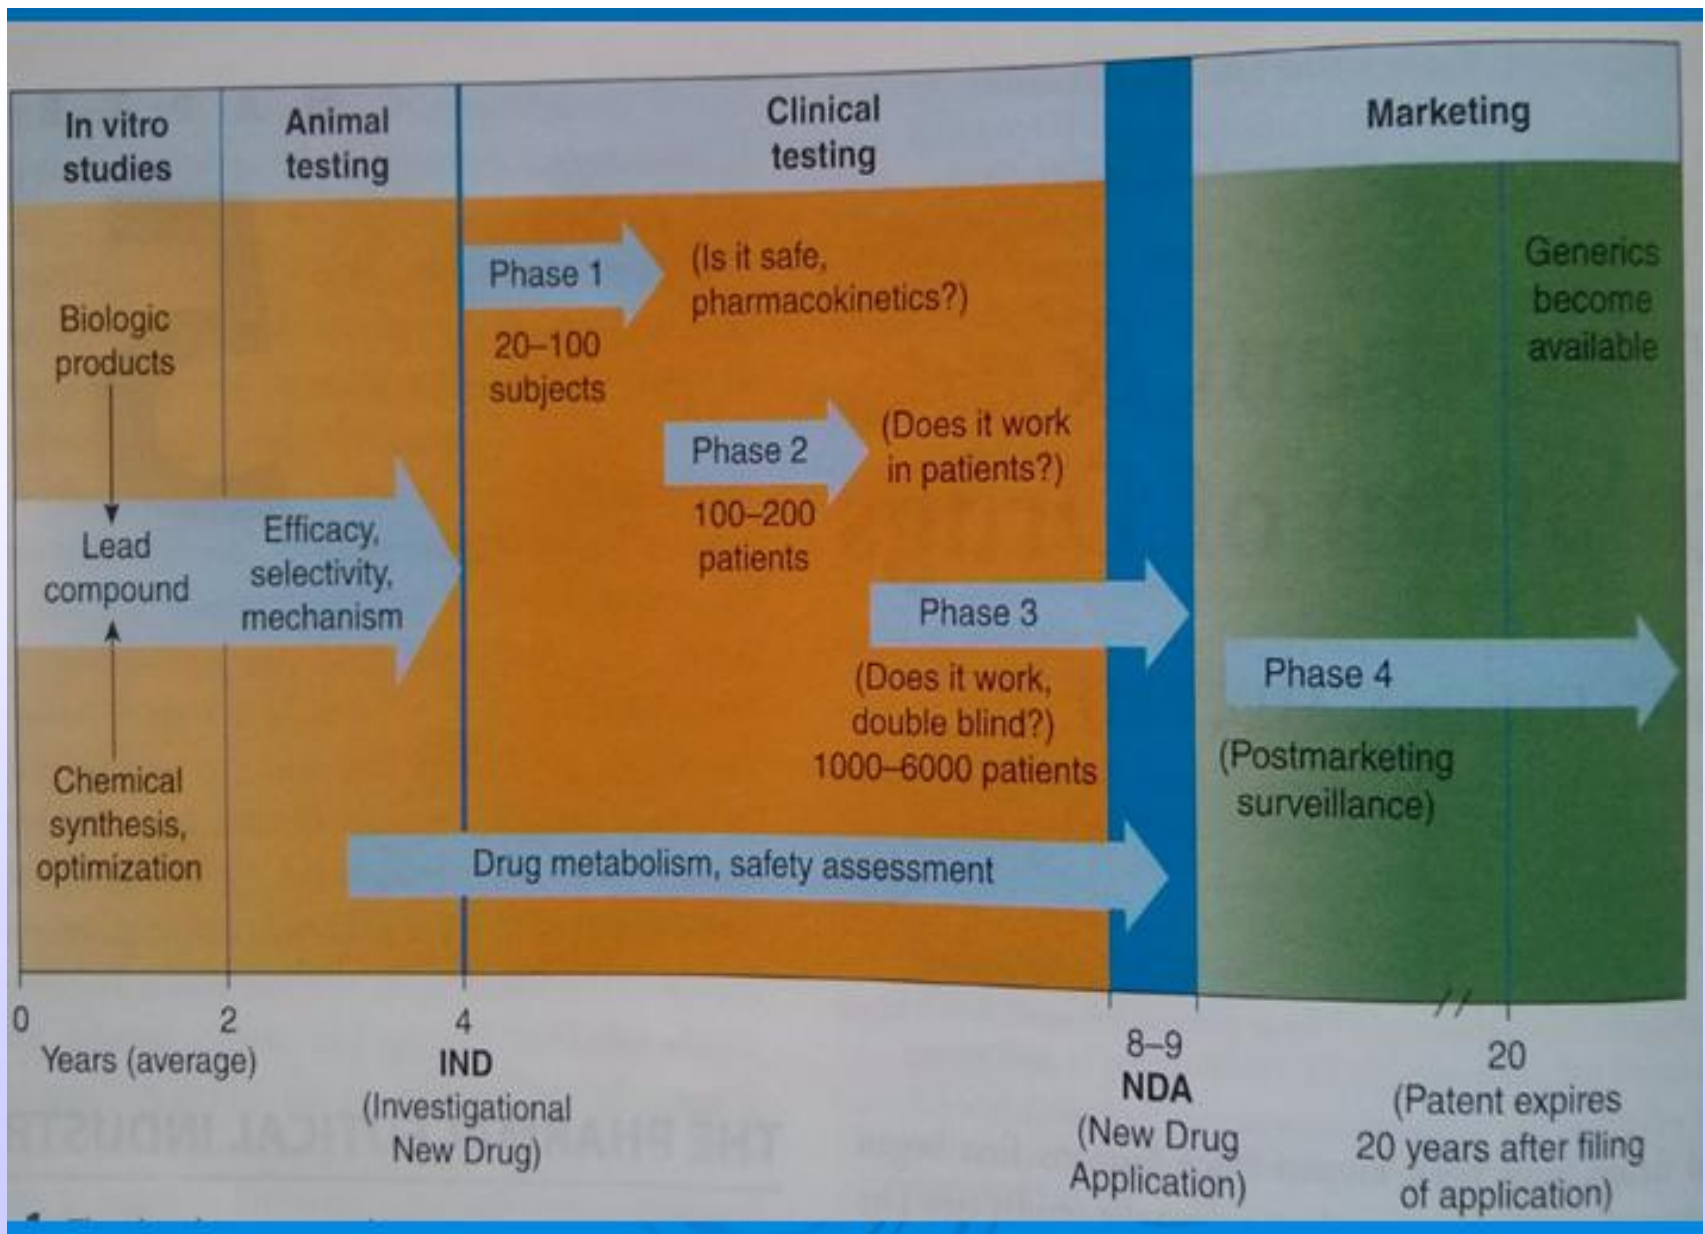 In vitro
studies
Animal
testing
Clinical
testing
Marketing
Biologic
products
Lead
compound
Chemical
synthesis,
optimization
Efficacy,
selectivity,
mechanism
Phase 1
20–100
subjects
(Is it safe,
pharmacokinetics?)
Phase 2
100–200
patients
(Does it work
in patients?)
Phase 3
(Does it work,
double blind?)
1000–6000 patients
Drug metabolism, safety assessment
Generics
become
available
Phase 4
(Postmarketing
surveillance)
0
2
4
8–9
20
Years (average)
IND
(Investigational
New Drug)
NDA
(New Drug
Application)
(Patent expires
20 years after filing
of application)